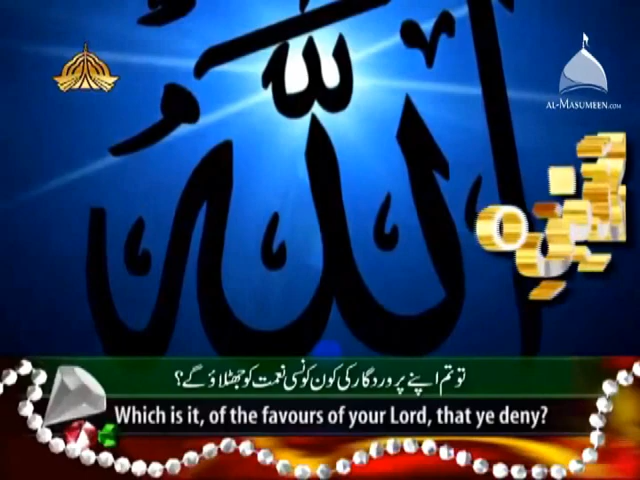 الله
AL-MASUMEEN.COM
تو تم اپنے پروردگار کی کون کونسی نعمت کو جھٹلاؤ گے؟
Which is it, of the favours of your Lord, that ye deny?